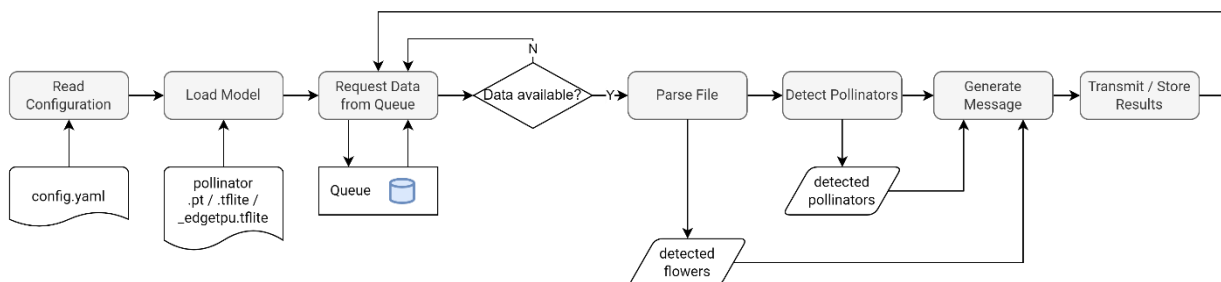 N
Read
Configuration
Load Model
Request Data
from Queue
Data available?
Y
Parse File
Detect Pollinators
Generate
Message
Transmit / Store
Results
config.yaml
pollinator
.pt / .tflite /
_edgetpu.tflite
Queue
detected
pollinators
detected
flowers